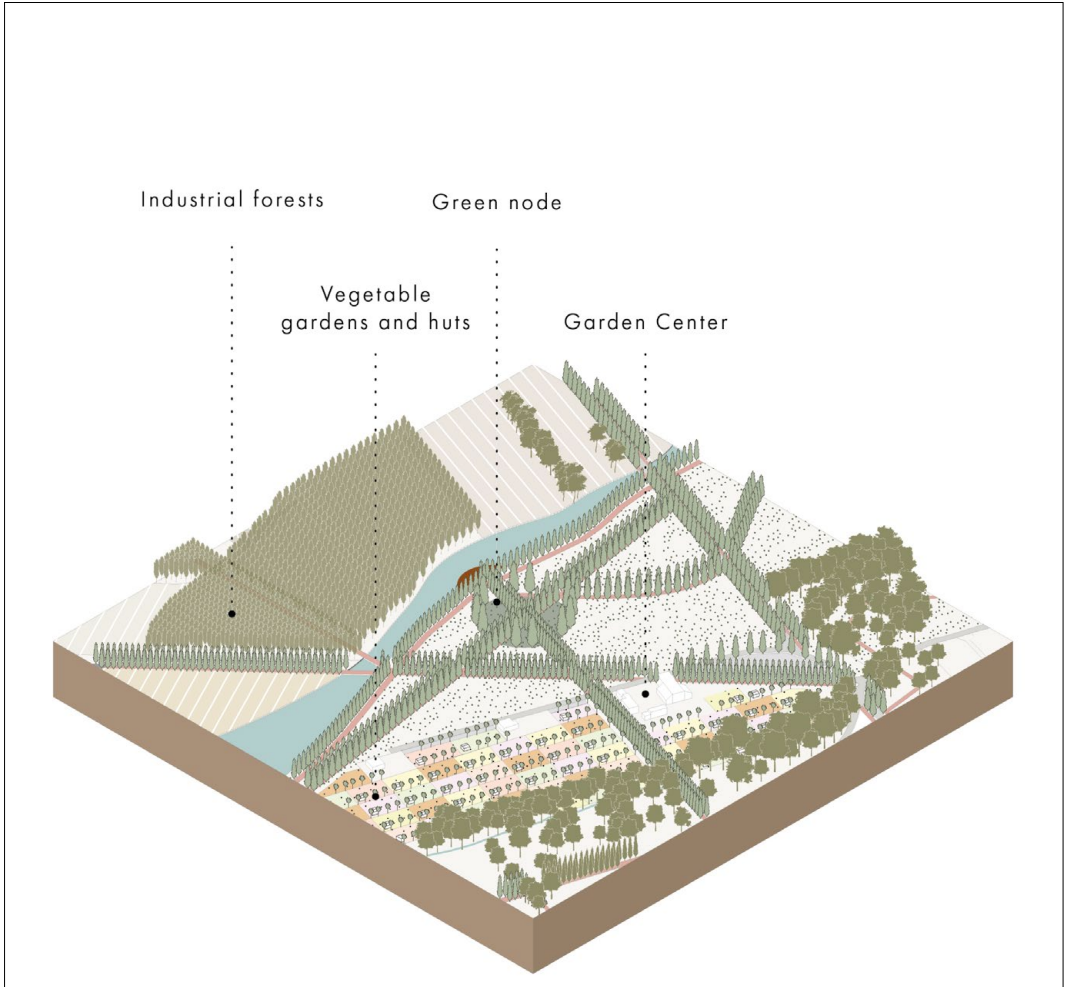 Industrial forests
Green node
Vegetable
gardens and huts
Garden Center